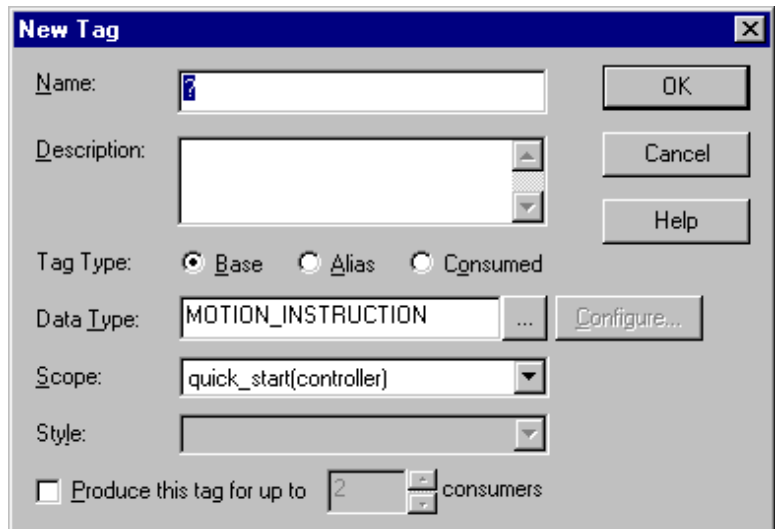 New Tag
Name: ? OK
Description: Cancel
Help
Tag Type: Base Alias Consumed
Data Type: MOTION_INSTRUCTION ... Configure...
Scope: quick_start(controller)
Style:
Produce this tag for up to 2 consumers